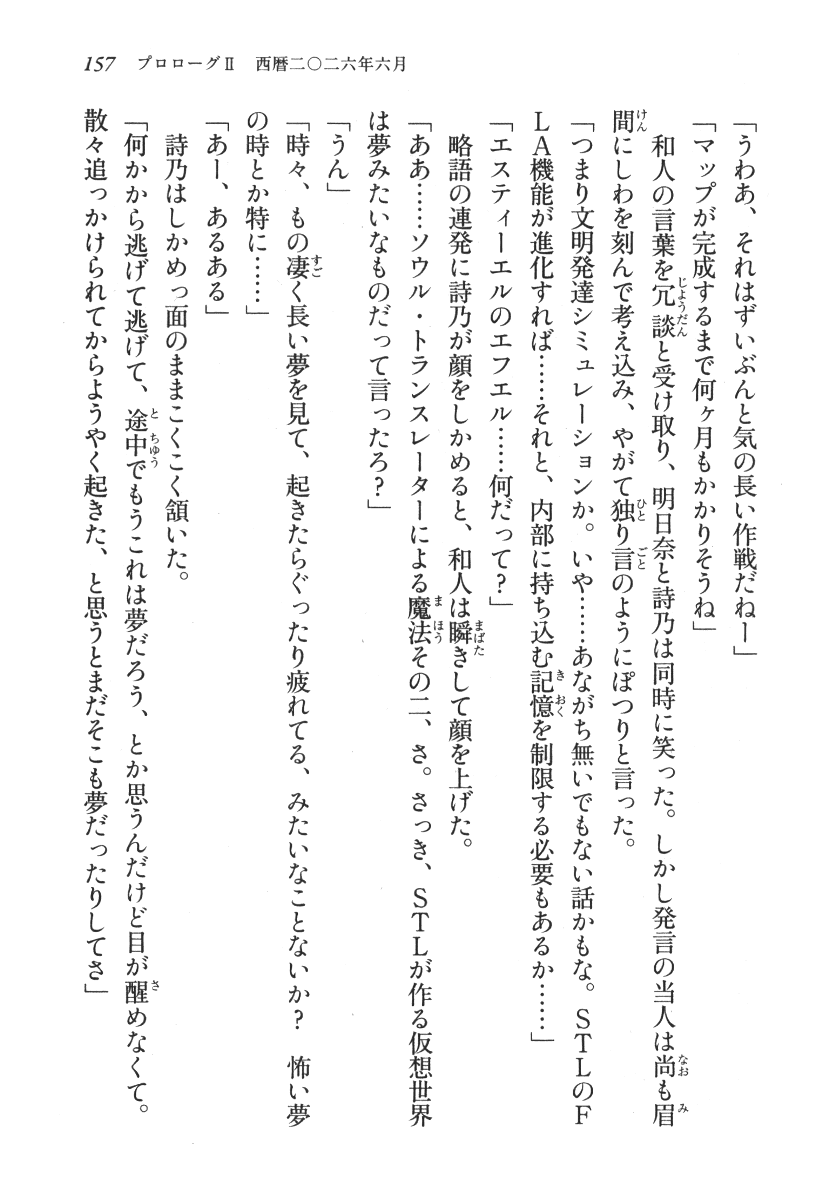 157 プロローグⅡ 西暦二〇二六年六月
「うわあ、それはずいぶんと気の長い作戦だねー」
「マップが完成するまで何ヶ月もかかりそうね」
　和人の言葉を冗談と受け取り、明日奈と詩乃は同時に笑った。しかし発言の当人は尚も眉
間にしわを刻んで考え込み、やがて独り言のようにぽつりと言った。
「つまり文明発達シミュレーションか。いや……あながち無いでもない話かもな。ＳＴＬのＦ
ＬＡ機能が進化すれば……それと、内部に持ち込む記憶を制限する必要もあるか……」
「エスティーエルのエフエル……何だって？」
　略語の連発に詩乃が顔をしかめると、和人は瞬きして顔を上げた。
「ああ……ソウル・トランスレーターによる魔法その二、さ。さっき、ＳＴＬが作る仮想世界
は夢みたいなものだって言ったろ？」
「うん」
「時々、もの凄く長い夢を見て、起きたらぐったり疲れてる、みたいなことないか？　怖い夢
の時とか特に……」
「あー、あるある」
　詩乃はしかめっ面のままこくこく頷いた。
「何かから逃げて逃げて、途中でもうこれは夢だろう、とか思うんだけど目が醒めなくて。
散々追っかけられてからようやく起きた、と思うとまだそこも夢だったりしてさ」